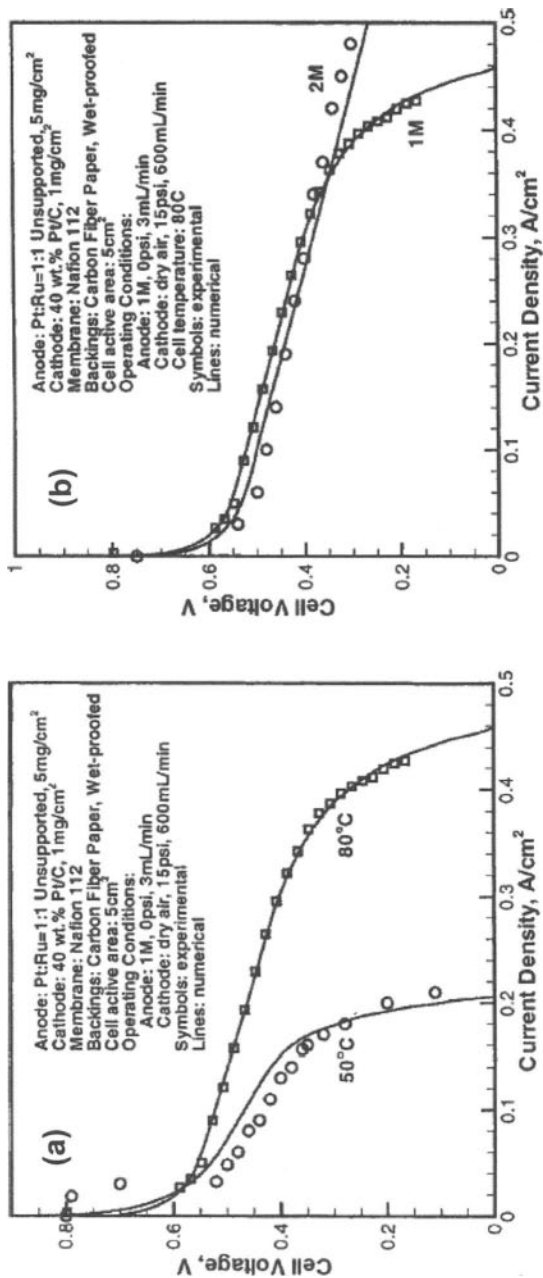 (a)
Anode: Pt:Ru=1:1 Unsupported, 5mg/cm²
Cathode: 40 wt.% Pt/C, 1mg/cm²
Membrane: Nafion 112
Backings: Carbon Fiber Paper, Wet-proofed
Cell active area: 5cm²
Operating Conditions:
Anode: 1M, 0psi, 3mL/min
Cathode: dry air, 15psi, 600mL/min
Symbols: experimental
Lines: numerical
Cell Voltage, V
0.8
0.6
0.4
0.2
0
80°C
50°C
0.1 0.2 0.3 0.4 0.5
Current Density, A/cm²
(b)
Anode: Pt:Ru=1:1 Unsupported, 5mg/cm²
Cathode: 40 wt.% Pt/C, 1mg/cm²
Membrane: Nafion 112
Backings: Carbon Fiber Paper, Wet-proofed
Cell active area: 5cm²
Operating Conditions:
Anode: 1M, 0psi, 3mL/min
Cathode: dry air, 15psi, 600mL/min
Cell temperature: 80C
Symbols: experimental
Lines: numerical
Cell Voltage, V
1
0.8
0.6
0.4
0.2
0
2M
1M
0 0.1 0.2 0.3 0.4 0.5
Current Density, A/cm²